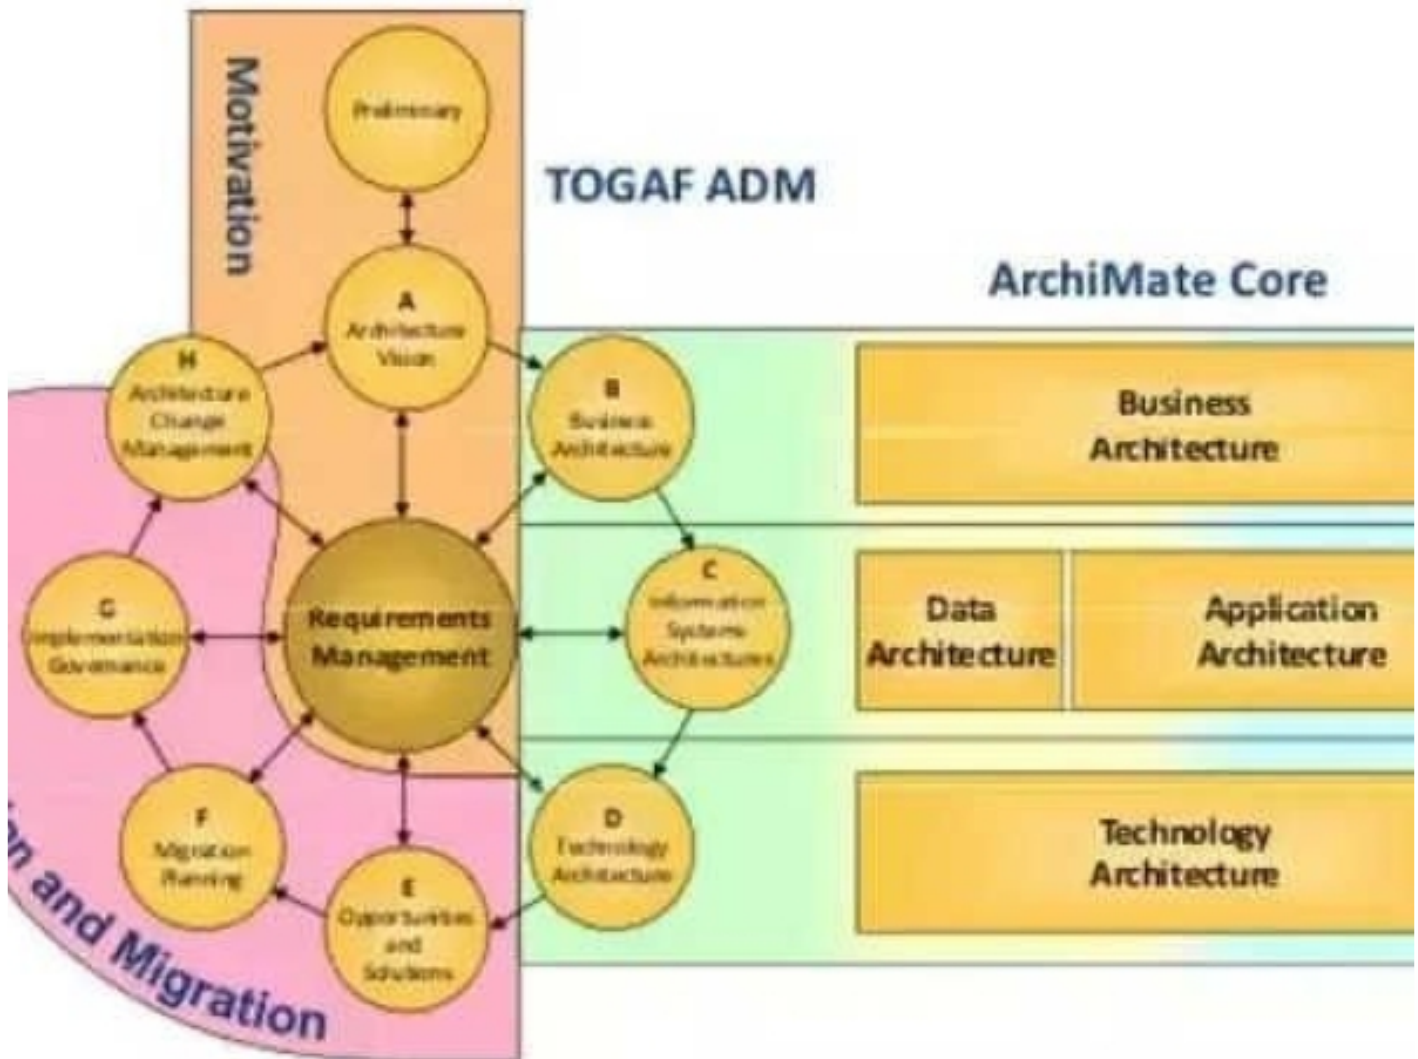 Motivation
Preliminary
TOGAF ADM
ArchiMate Core
A
Architecture
Vision
H
Architecture
Change
Management
B
Business
Architecture
Business
Architecture
G
Implementation
Governance
Requirements
Management
C
Information
Systems
Architectures
Data
Architecture
Application
Architecture
F
Migration
Planning
E
Opportunities
and
Solutions
D
Technology
Architecture
Technology
Architecture
and Migration